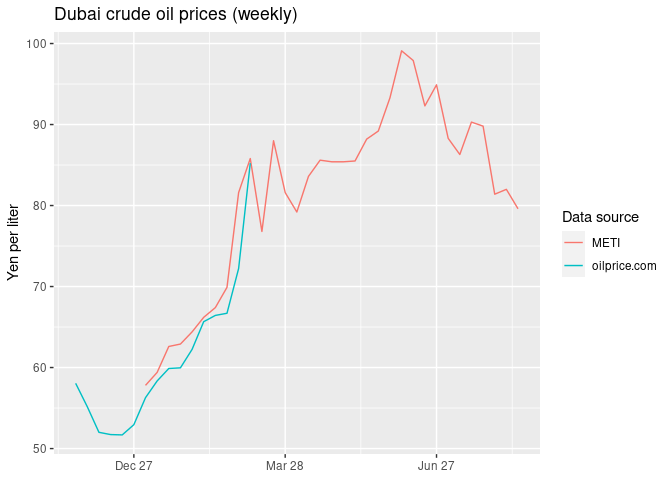 Dubai crude oil prices (weekly)
100
90
80
70
60
50
Yen per liter
Dec 27
Mar 28
Jun 27
Data source
METI
oilprice.com